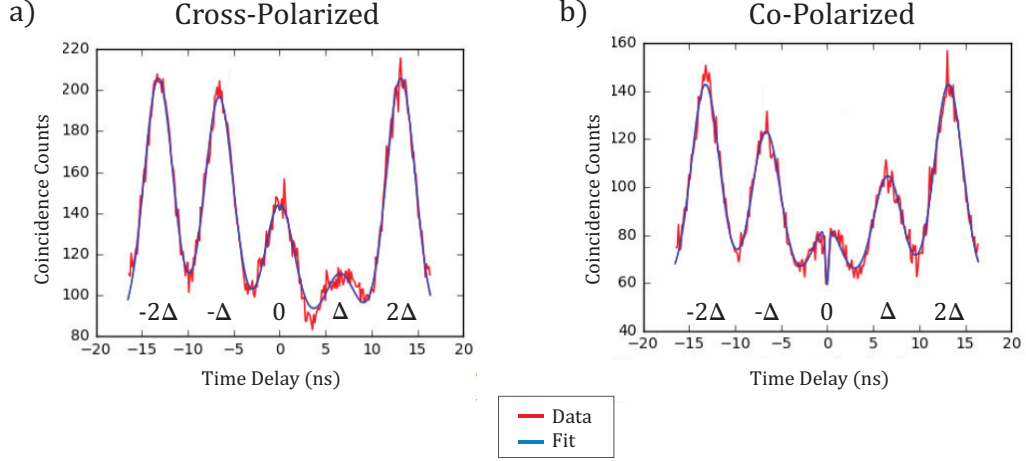 a)
Cross-Polarized
220
200
180
160
140
120
100
80
Coincidence Counts
-2Δ -Δ 0 Δ 2Δ
−20 −15 −10 −5 0 5 10 15 20
Time Delay (ns)
b)
Co-Polarized
160
140
120
100
80
60
40
Coincidence Counts
-2Δ -Δ 0 Δ 2Δ
−20 −15 −10 −5 0 5 10 15 20
Time Delay (ns)
Data
Fit